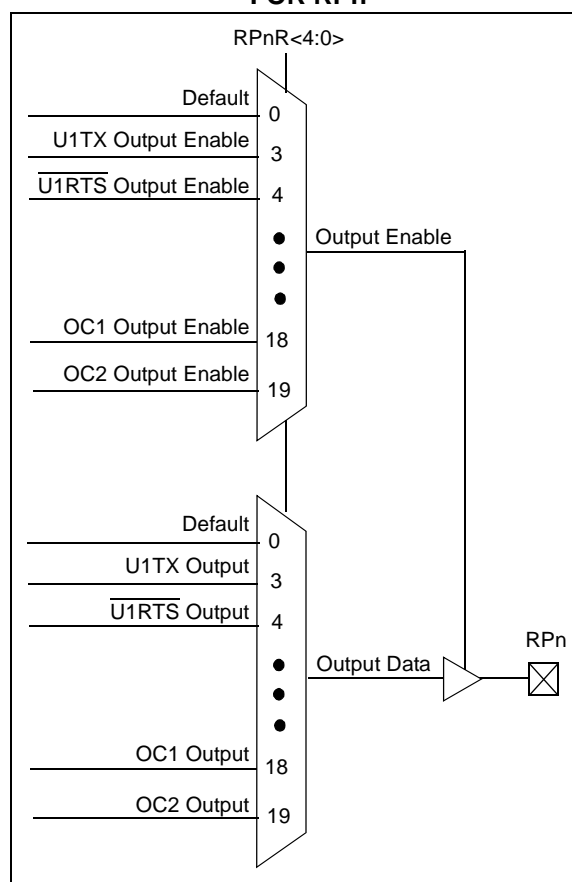 RPnR<4:0>
Default
0
U1TX Output Enable
3
U1RTS Output Enable
4
Output Enable
OC1 Output Enable
18
OC2 Output Enable
19
Default
0
U1TX Output
3
U1RTS Output
4
RPn
Output Data
OC1 Output
18
OC2 Output
19